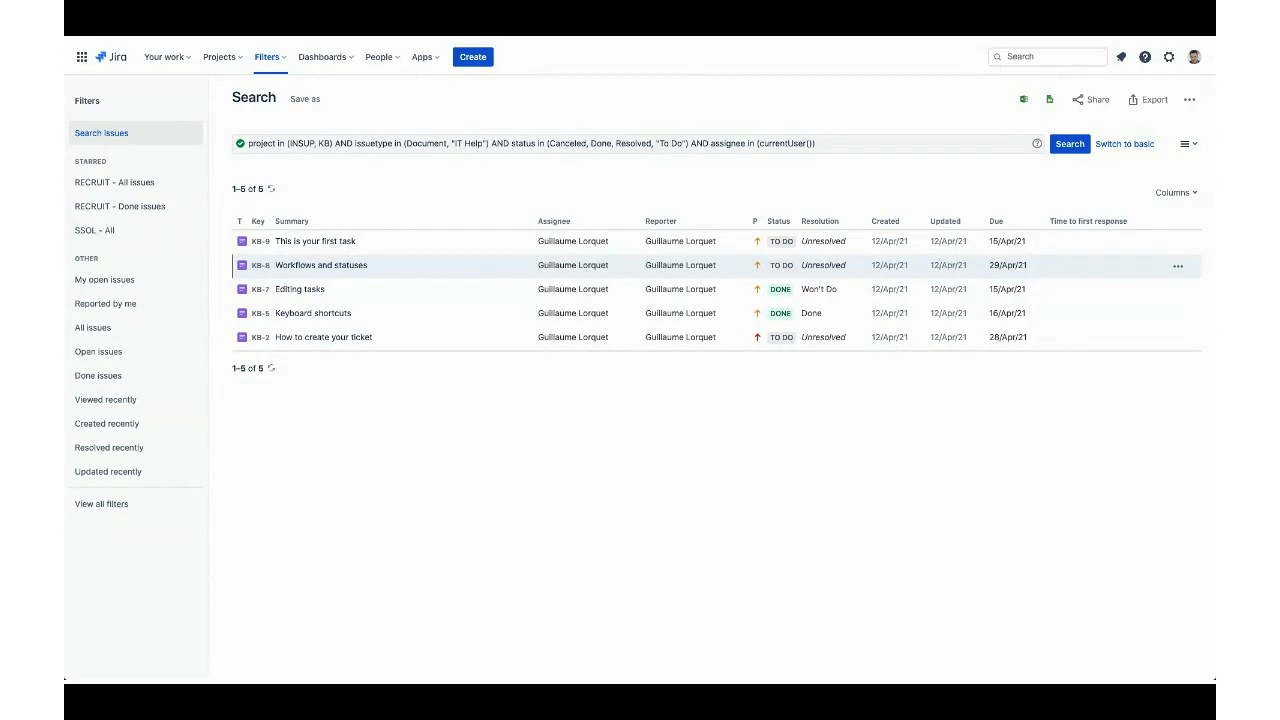 Jira Your work Projects Filters Dashboards People Apps Create Search
Filters
Search issues
STARRED
RECRUIT - All issues
RECRUIT - Done issues
SSOL - All
OTHER
My open issues
Reported by me
All issues
Open issues
Done issues
Viewed recently
Created recently
Resolved recently
Updated recently
View all filters
Search Save as Share Export
project in (INSUP, KB) AND issuetype in (Document, "IT Help") AND status in (Canceled, Done, Resolved, "To Do") AND assignee in (currentUser()) Search Switch to basic
1–5 of 5
Columns
T Key Summary Assignee Reporter P Status Resolution Created Updated Due Time to first response
KB-9 This is your first task Guillaume Lorquet Guillaume Lorquet TO DO Unresolved 12/Apr/21 12/Apr/21 15/Apr/21
KB-8 Workflows and statuses Guillaume Lorquet Guillaume Lorquet TO DO Unresolved 12/Apr/21 12/Apr/21 29/Apr/21
KB-7 Editing tasks Guillaume Lorquet Guillaume Lorquet DONE Won't Do 12/Apr/21 12/Apr/21 15/Apr/21
KB-5 Keyboard shortcuts Guillaume Lorquet Guillaume Lorquet DONE Done 12/Apr/21 12/Apr/21 16/Apr/21
KB-2 How to create your ticket Guillaume Lorquet Guillaume Lorquet TO DO Unresolved 12/Apr/21 12/Apr/21 28/Apr/21
1–5 of 5